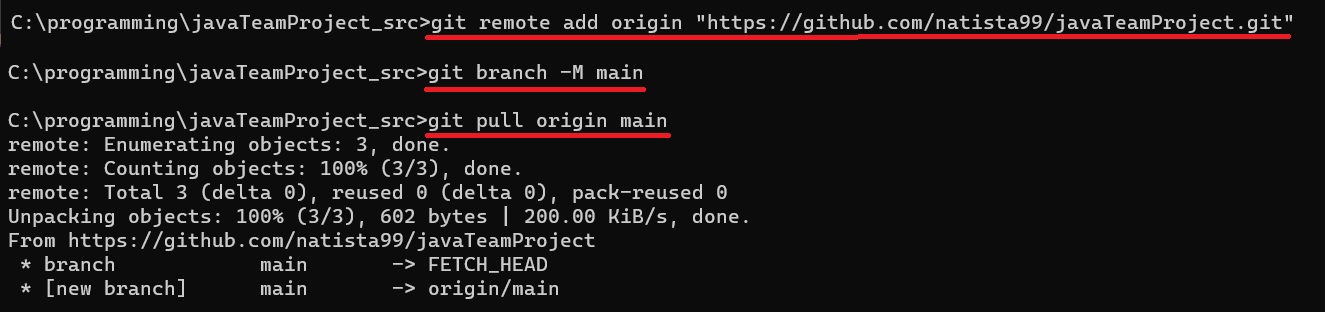 C:\programming\javaTeamProject_src>git remote add origin "https://github.com/natista99/javaTeamProject.git"
C:\programming\javaTeamProject_src>git branch -M main
C:\programming\javaTeamProject_src>git pull origin main
remote: Enumerating objects: 3, done.
remote: Counting objects: 100% (3/3), done.
remote: Total 3 (delta 0), reused 0 (delta 0), pack-reused 0
Unpacking objects: 100% (3/3), 602 bytes | 200.00 KiB/s, done.
From https://github.com/natista99/javaTeamProject
 * branch            main       -> FETCH_HEAD
 * [new branch]      main       -> origin/main